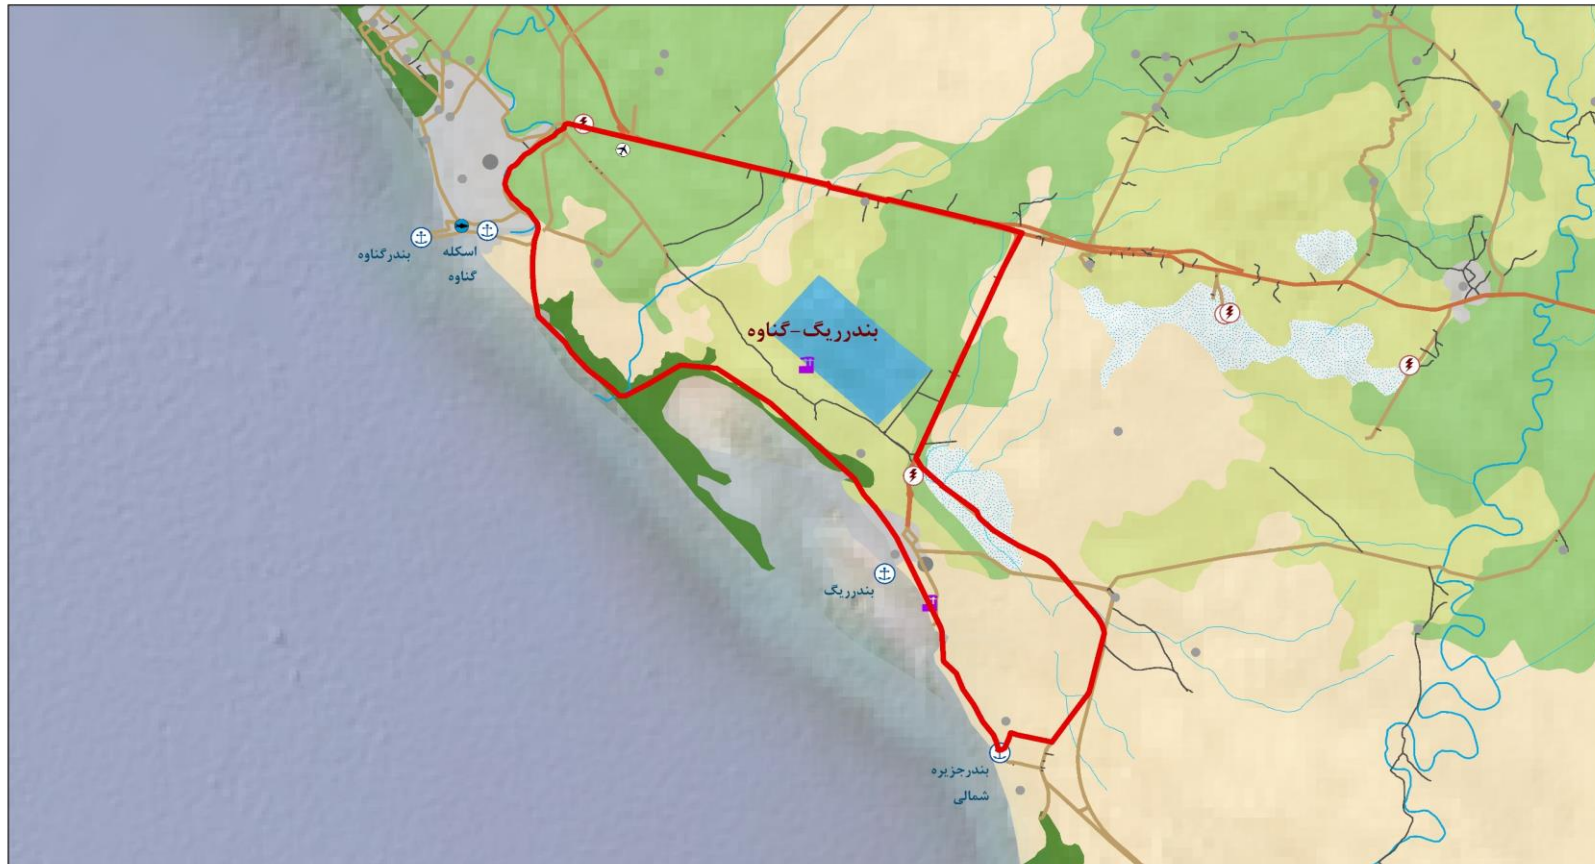 بندرگناوه
اسکله
گناوه
بندرریگ-گناوه
بندرریگ
بندرجزیره
شمالی